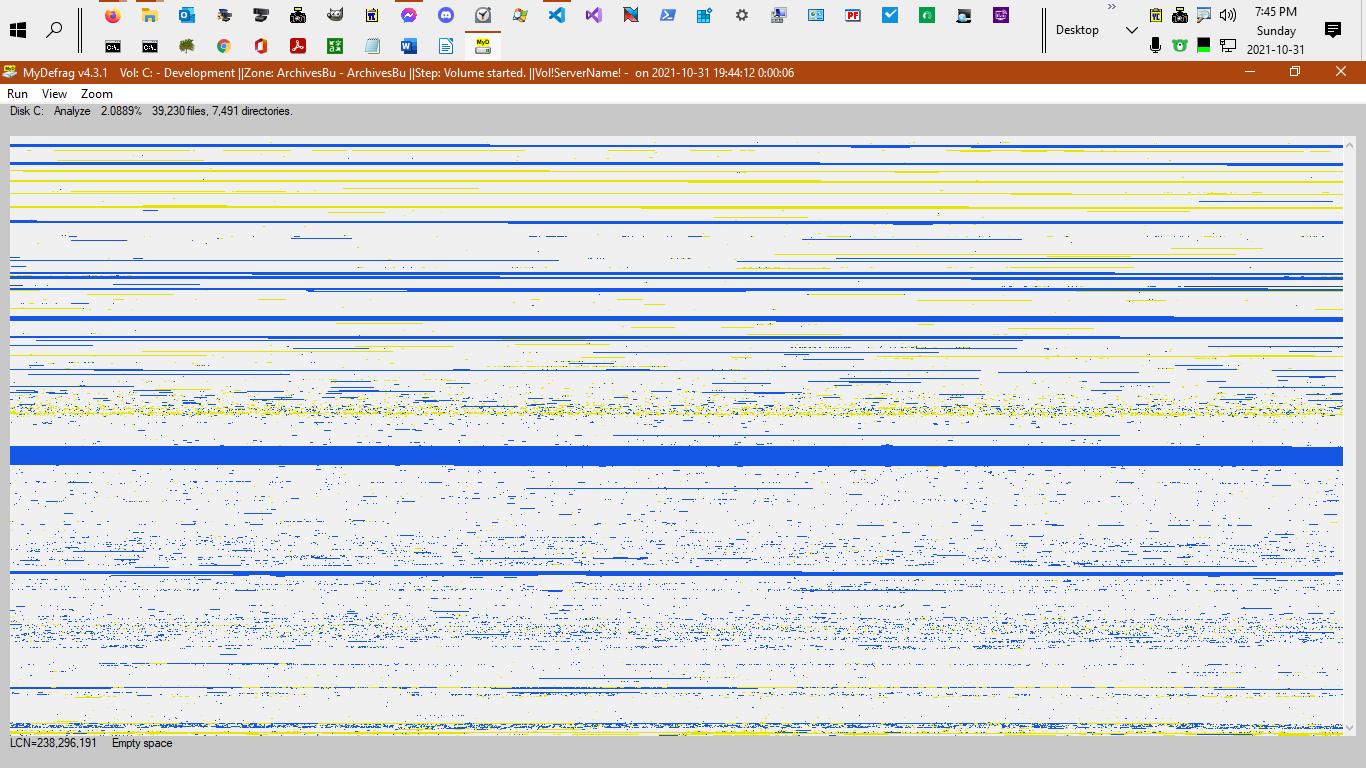 7:45 PM
Desktop
Sunday
2021-10-31
MyDefrag v4.3.1    Vol: C: - Development ||Zone: ArchivesBu - ArchivesBu ||Step: Volume started. ||Vol!ServerName! -  on 2021-10-31 19:44:12 0:00:06
Run    View    Zoom
Disk C:    Analyze    2.0889%    39,230 files, 7,491 directories.
LCN=238,296,191    Empty space